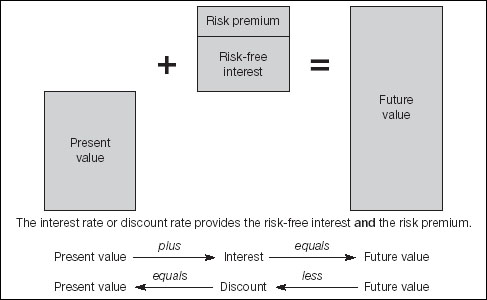 Risk premium
Risk-free
interest
+
=
Present
value
Future
value
The interest rate or discount rate provides the risk-free interest and the risk premium.
Present value plus Interest equals Future value
Present value equals Discount less Future value